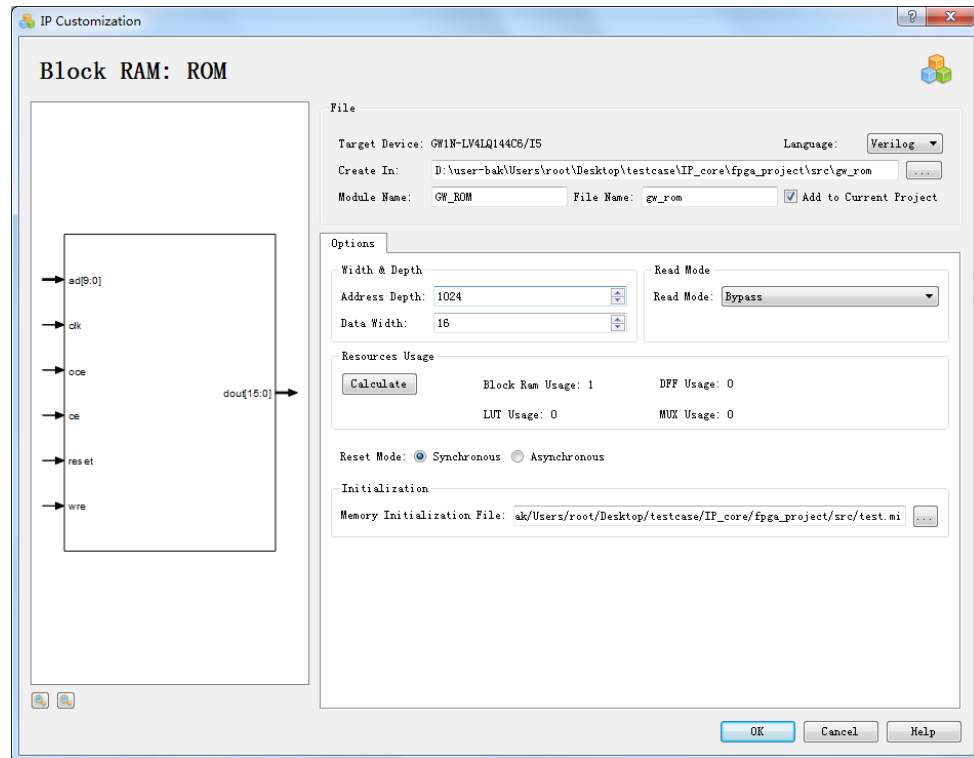 IP Customization
Block RAM: ROM
File
Target Device: GW1N-LV4LQ144C6/I5 Language: Verilog
Create In: D:\user-bak\Users\root\Desktop\testcase\IP_core\fpga_project\src\gw_rom ...
Module Name: GW_ROM File Name: gw_rom Add to Current Project
Options
Width & Depth
Address Depth: 1024
Data Width: 16
Read Mode
Read Mode: Bypass
Resources Usage
Calculate Block Ram Usage: 1 DFF Usage: 0
LUT Usage: 0 MUX Usage: 0
Reset Mode: Synchronous Asynchronous
Initialization
Memory Initialization File: ak/Users/root/Desktop/testcase/IP_core/fpga_project/src/test.mi ...
ad[9:0]
clk
oce
ce
reset
wre
dout[15:0]
OK Cancel Help